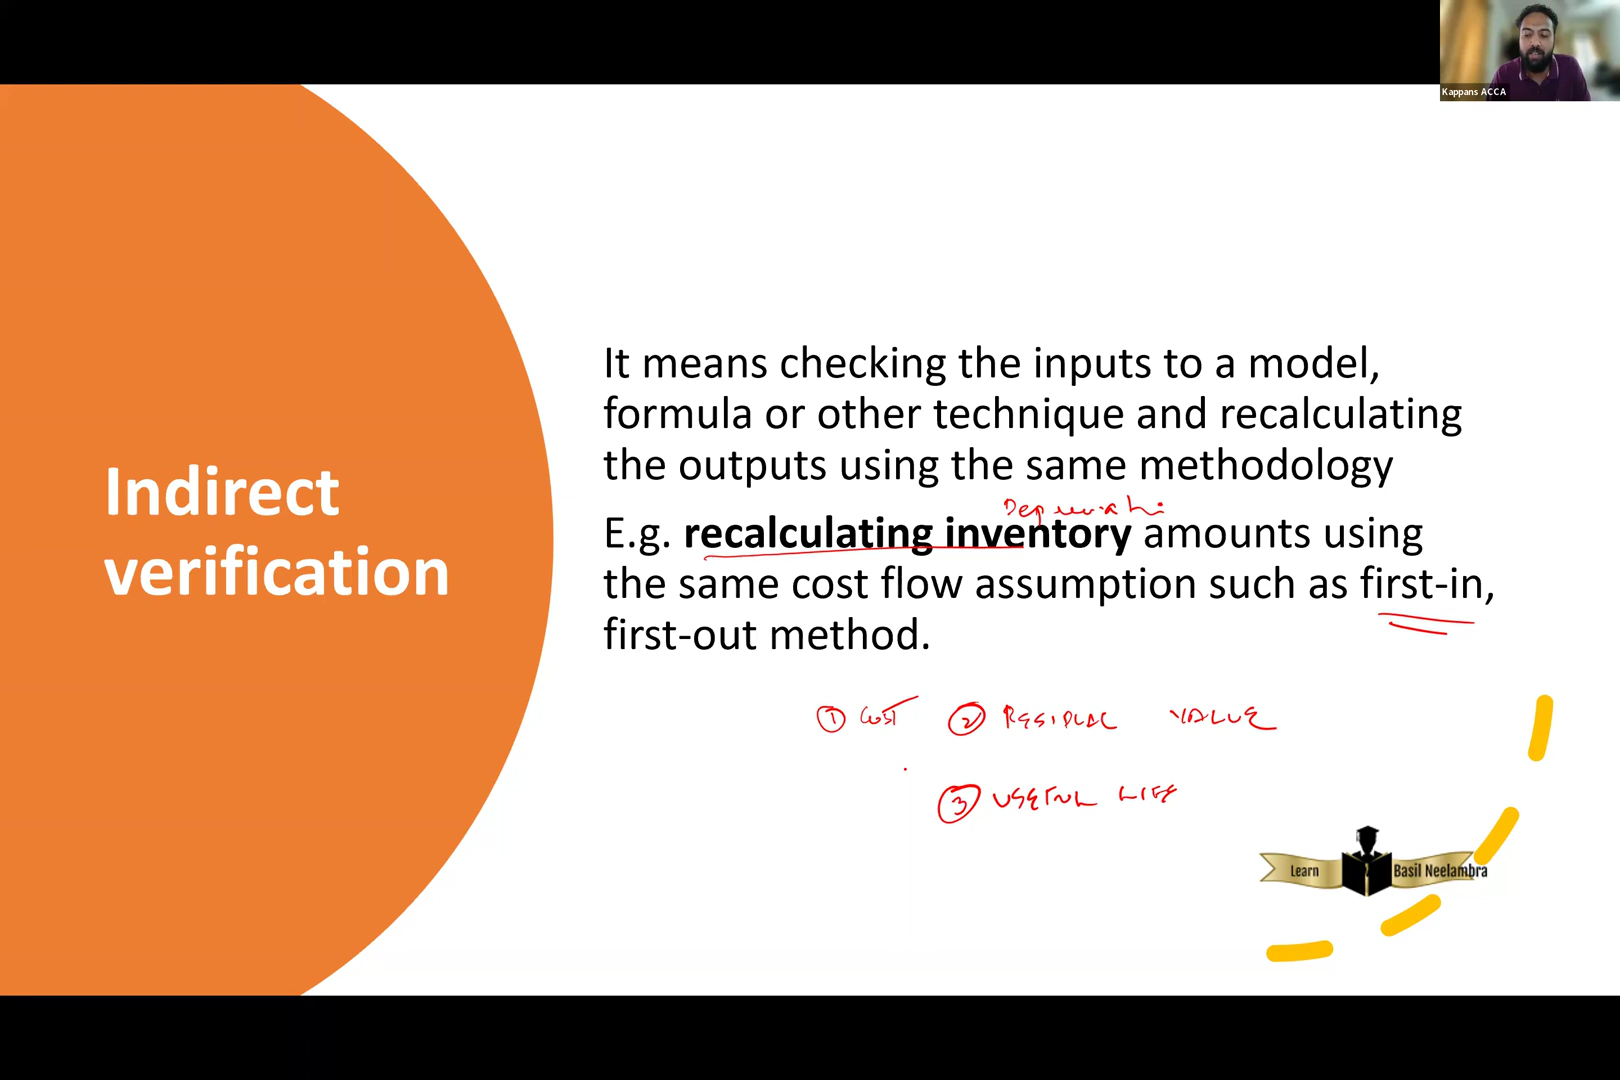 Kappans ACCA
Indirect
verification
It means checking the inputs to a model,
formula or other technique and recalculating
the outputs using the same methodology
E.g. recalculating inventory amounts using
the same cost flow assumption such as first-in,
first-out method.
① COST ② RESIDUAL VALUE
③ USEFUL LIFE
Learn Basil Neelambra